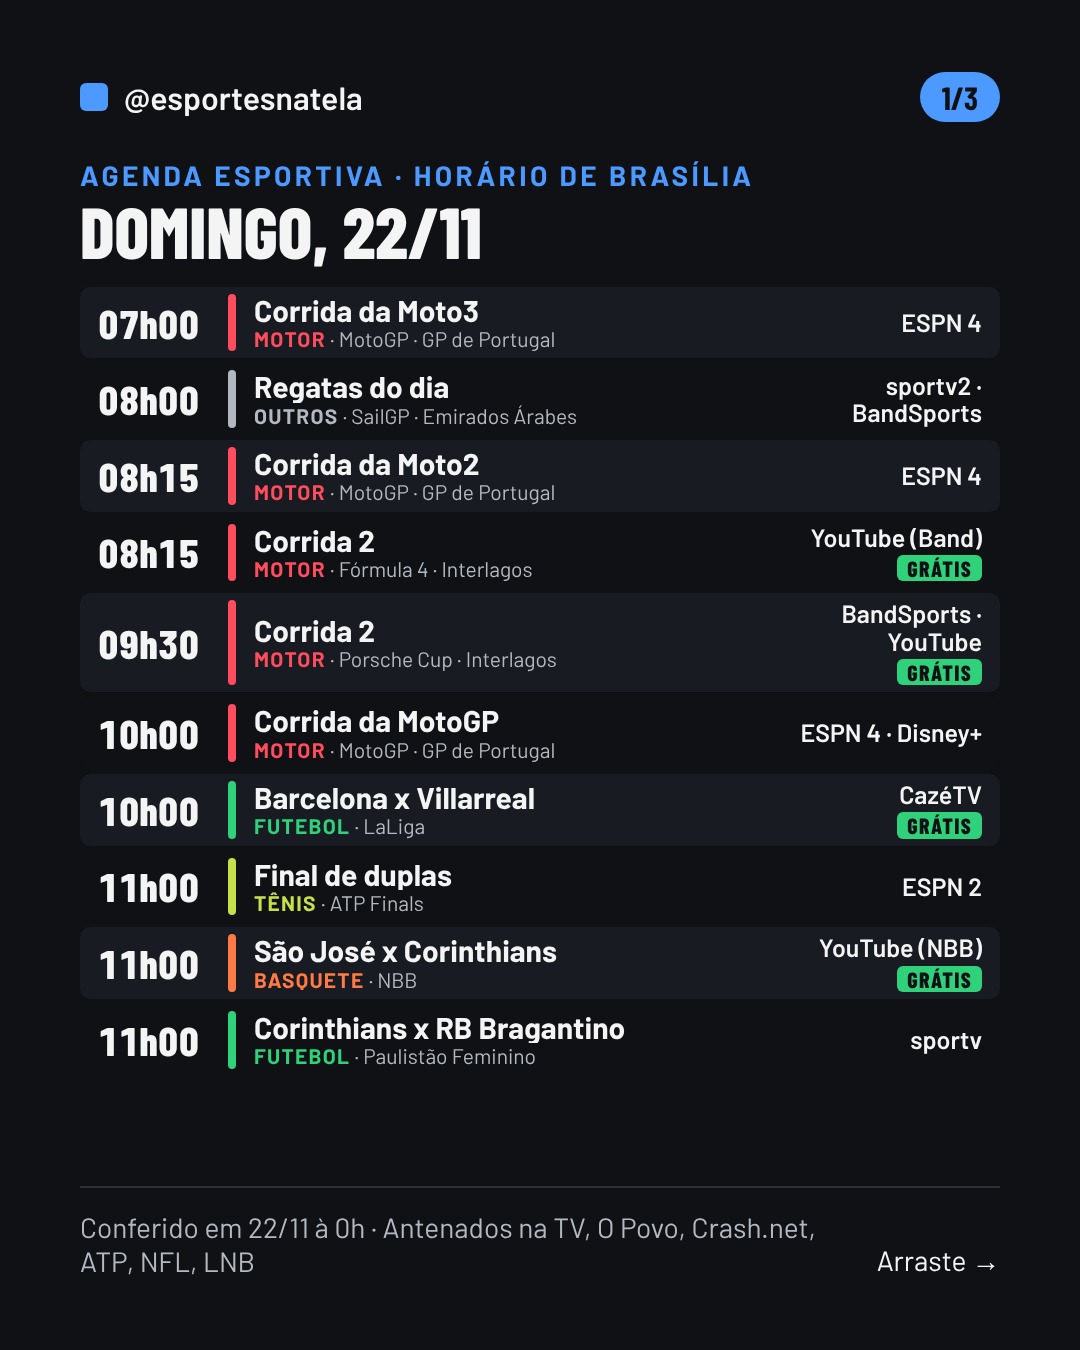 @esportesnatela
1/3
AGENDA ESPORTIVA · HORÁRIO DE BRASÍLIA
DOMINGO, 22/11
07h00
Corrida da Moto3
MOTOR · MotoGP · GP de Portugal
ESPN 4
08h00
Regatas do dia
OUTROS · SailGP · Emirados Árabes
sportv2 ·
BandSports
08h15
Corrida da Moto2
MOTOR · MotoGP · GP de Portugal
ESPN 4
08h15
Corrida 2
MOTOR · Fórmula 4 · Interlagos
YouTube (Band)
GRÁTIS
09h30
Corrida 2
MOTOR · Porsche Cup · Interlagos
BandSports ·
YouTube
GRÁTIS
10h00
Corrida da MotoGP
MOTOR · MotoGP · GP de Portugal
ESPN 4 · Disney+
10h00
Barcelona x Villarreal
FUTEBOL · LaLiga
CazéTV
GRÁTIS
11h00
Final de duplas
TÊNIS · ATP Finals
ESPN 2
11h00
São José x Corinthians
BASQUETE · NBB
YouTube (NBB)
GRÁTIS
11h00
Corinthians x RB Bragantino
FUTEBOL · Paulistão Feminino
sportv
Conferido em 22/11 à 0h · Antenados na TV, O Povo, Crash.net,
ATP, NFL, LNB
Arraste →